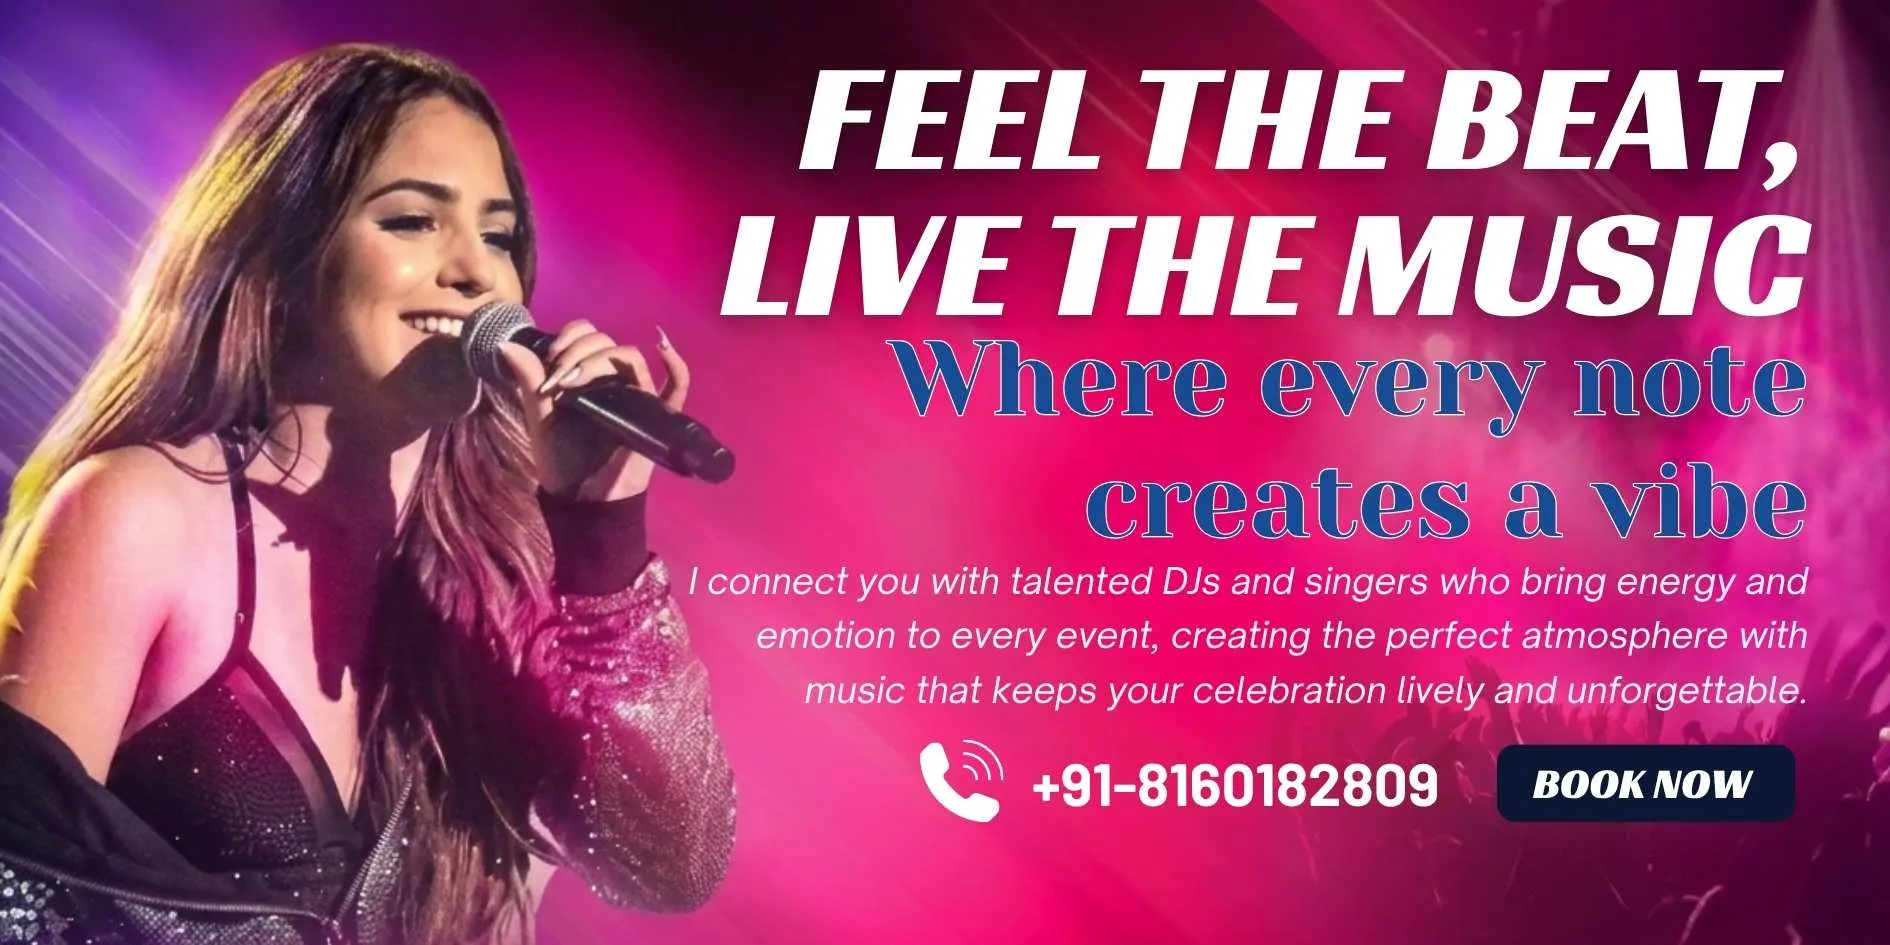 FEEL THE BEAT,
LIVE THE MUSIC
Where every note
creates a vibe
I connect you with talented DJs and singers who bring energy and
emotion to every event, creating the perfect atmosphere with
music that keeps your celebration lively and unforgettable.
+91-8160182809
BOOK NOW